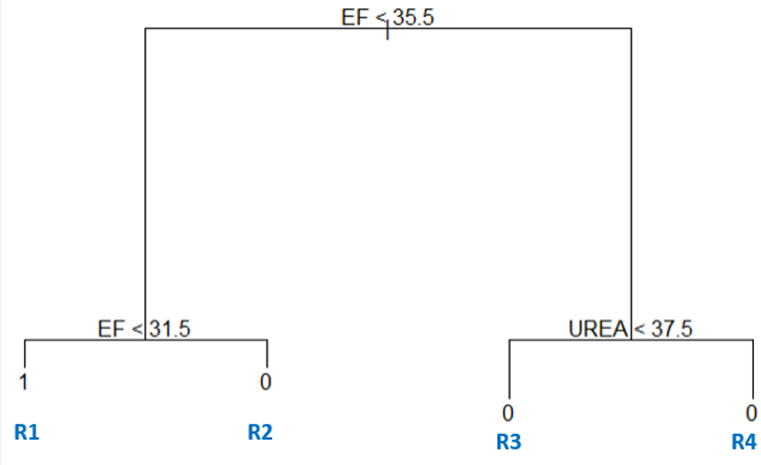 EF < 35.5
EF < 31.5
UREA < 37.5
1
0
0
0
R1
R2
R3
R4